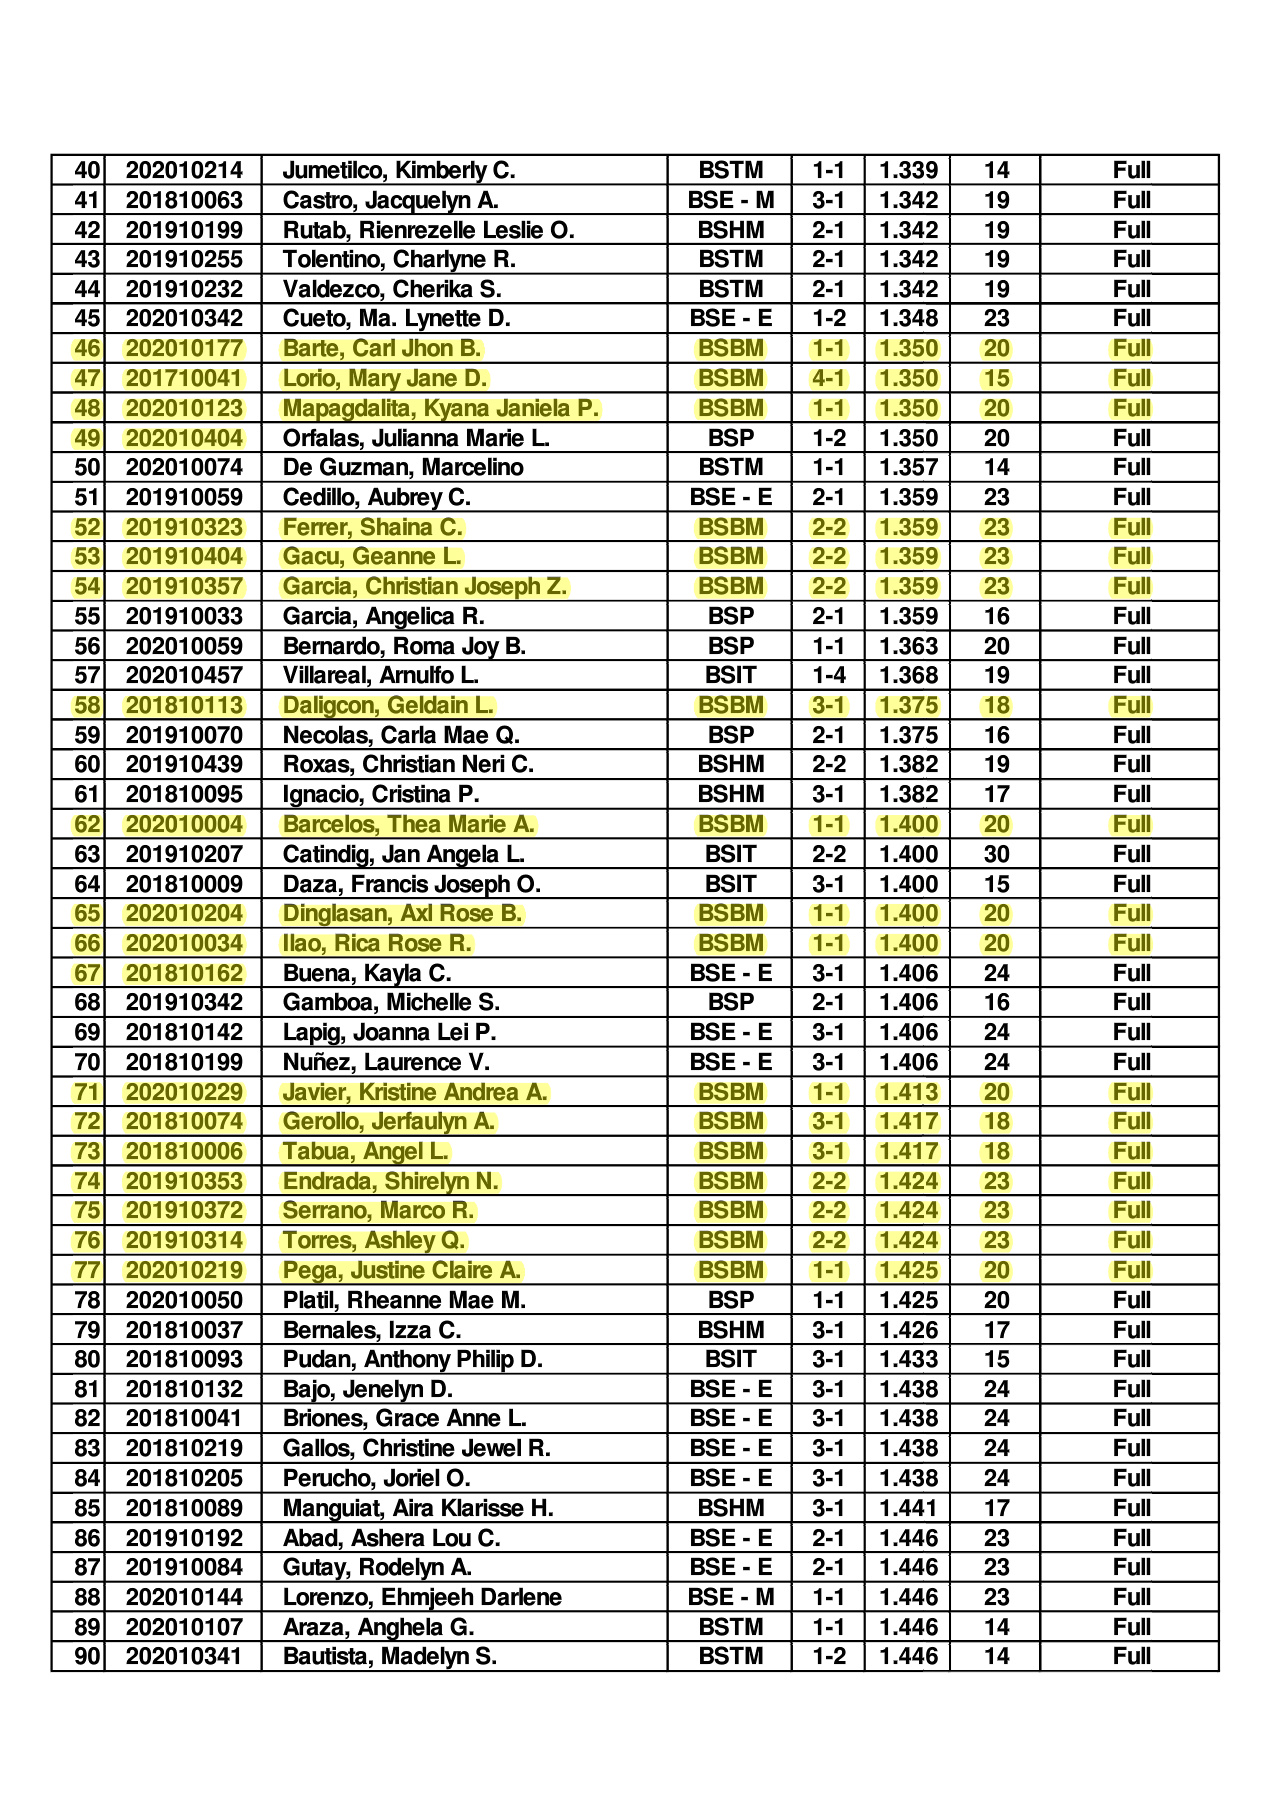 40 202010214 Jumetilco, Kimberly C. BSTM 1-1 1.339 14 Full
41 201810063 Castro, Jacquelyn A. BSE - M 3-1 1.342 19 Full
42 201910199 Rutab, Rienrezelle Leslie O. BSHM 2-1 1.342 19 Full
43 201910255 Tolentino, Charlyne R. BSTM 2-1 1.342 19 Full
44 201910232 Valdezco, Cherika S. BSTM 2-1 1.342 19 Full
45 202010342 Cueto, Ma. Lynette D. BSE - E 1-2 1.348 23 Full
46 202010177 Barte, Carl Jhon B. BSBM 1-1 1.350 20 Full
47 201710041 Lorio, Mary Jane D. BSBM 4-1 1.350 15 Full
48 202010123 Mapagdalita, Kyana Janiela P. BSBM 1-1 1.350 20 Full
49 202010404 Orfalas, Julianna Marie L. BSP 1-2 1.350 20 Full
50 202010074 De Guzman, Marcelino BSTM 1-1 1.357 14 Full
51 201910059 Cedillo, Aubrey C. BSE - E 2-1 1.359 23 Full
52 201910323 Ferrer, Shaina C. BSBM 2-2 1.359 23 Full
53 201910404 Gacu, Geanne L. BSBM 2-2 1.359 23 Full
54 201910357 Garcia, Christian Joseph Z. BSBM 2-2 1.359 23 Full
55 201910033 Garcia, Angelica R. BSP 2-1 1.359 16 Full
56 202010059 Bernardo, Roma Joy B. BSP 1-1 1.363 20 Full
57 202010457 Villareal, Arnulfo L. BSIT 1-4 1.368 19 Full
58 201810113 Daligcon, Geldain L. BSBM 3-1 1.375 18 Full
59 201910070 Necolas, Carla Mae Q. BSP 2-1 1.375 16 Full
60 201910439 Roxas, Christian Neri C. BSHM 2-2 1.382 19 Full
61 201810095 Ignacio, Cristina P. BSHM 3-1 1.382 17 Full
62 202010004 Barcelos, Thea Marie A. BSBM 1-1 1.400 20 Full
63 201910207 Catindig, Jan Angela L. BSIT 2-2 1.400 30 Full
64 201810009 Daza, Francis Joseph O. BSIT 3-1 1.400 15 Full
65 202010204 Dinglasan, Axl Rose B. BSBM 1-1 1.400 20 Full
66 202010034 Ilao, Rica Rose R. BSBM 1-1 1.400 20 Full
67 201810162 Buena, Kayla C. BSE - E 3-1 1.406 24 Full
68 201910342 Gamboa, Michelle S. BSP 2-1 1.406 16 Full
69 201810142 Lapig, Joanna Lei P. BSE - E 3-1 1.406 24 Full
70 201810199 Nuñez, Laurence V. BSE - E 3-1 1.406 24 Full
71 202010229 Javier, Kristine Andrea A. BSBM 1-1 1.413 20 Full
72 201810074 Gerollo, Jerfaulyn A. BSBM 3-1 1.417 18 Full
73 201810006 Tabua, Angel L. BSBM 3-1 1.417 18 Full
74 201910353 Endrada, Shirelyn N. BSBM 2-2 1.424 23 Full
75 201910372 Serrano, Marco R. BSBM 2-2 1.424 23 Full
76 201910314 Torres, Ashley Q. BSBM 2-2 1.424 23 Full
77 202010219 Pega, Justine Claire A. BSBM 1-1 1.425 20 Full
78 202010050 Platil, Rheanne Mae M. BSP 1-1 1.425 20 Full
79 201810037 Bernales, Izza C. BSHM 3-1 1.426 17 Full
80 201810093 Pudan, Anthony Philip D. BSIT 3-1 1.433 15 Full
81 201810132 Bajo, Jenelyn D. BSE - E 3-1 1.438 24 Full
82 201810041 Briones, Grace Anne L. BSE - E 3-1 1.438 24 Full
83 201810219 Gallos, Christine Jewel R. BSE - E 3-1 1.438 24 Full
84 201810205 Perucho, Joriel O. BSE - E 3-1 1.438 24 Full
85 201810089 Manguiat, Aira Klarisse H. BSHM 3-1 1.441 17 Full
86 201910192 Abad, Ashera Lou C. BSE - E 2-1 1.446 23 Full
87 201910084 Gutay, Rodelyn A. BSE - E 2-1 1.446 23 Full
88 202010144 Lorenzo, Ehmjeeh Darlene BSE - M 1-1 1.446 23 Full
89 202010107 Araza, Anghela G. BSTM 1-1 1.446 14 Full
90 202010341 Bautista, Madelyn S. BSTM 1-2 1.446 14 Full